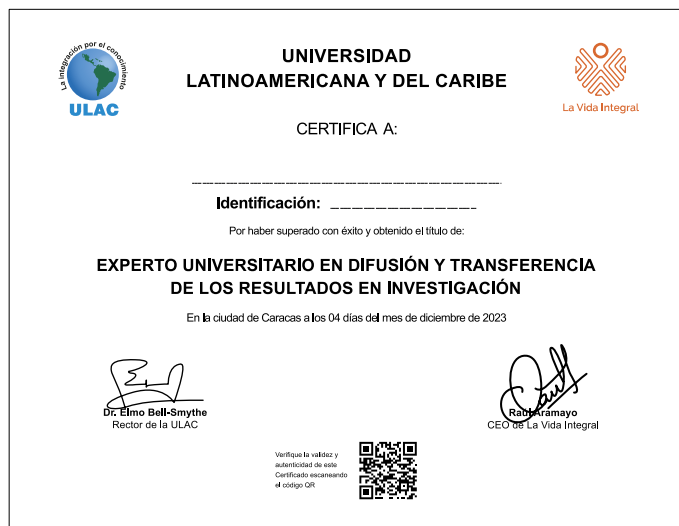 La integración por el conocimiento
ULAC
UNIVERSIDAD
LATINOAMERICANA Y DEL CARIBE
La Vida Integral
CERTIFICA A:
Identificación:
Por haber superado con éxito y obtenido el título de:
EXPERTO UNIVERSITARIO EN DIFUSIÓN Y TRANSFERENCIA
DE LOS RESULTADOS EN INVESTIGACIÓN
En la ciudad de Caracas a los 04 días del mes de diciembre de 2023
Dr. Elmo Bell-Smythe
Rector de la ULAC
Raúl Aramayo
CEO de La Vida Integral
Verifique la validez y
autenticidad de este
Certificado escaneando
el código QR